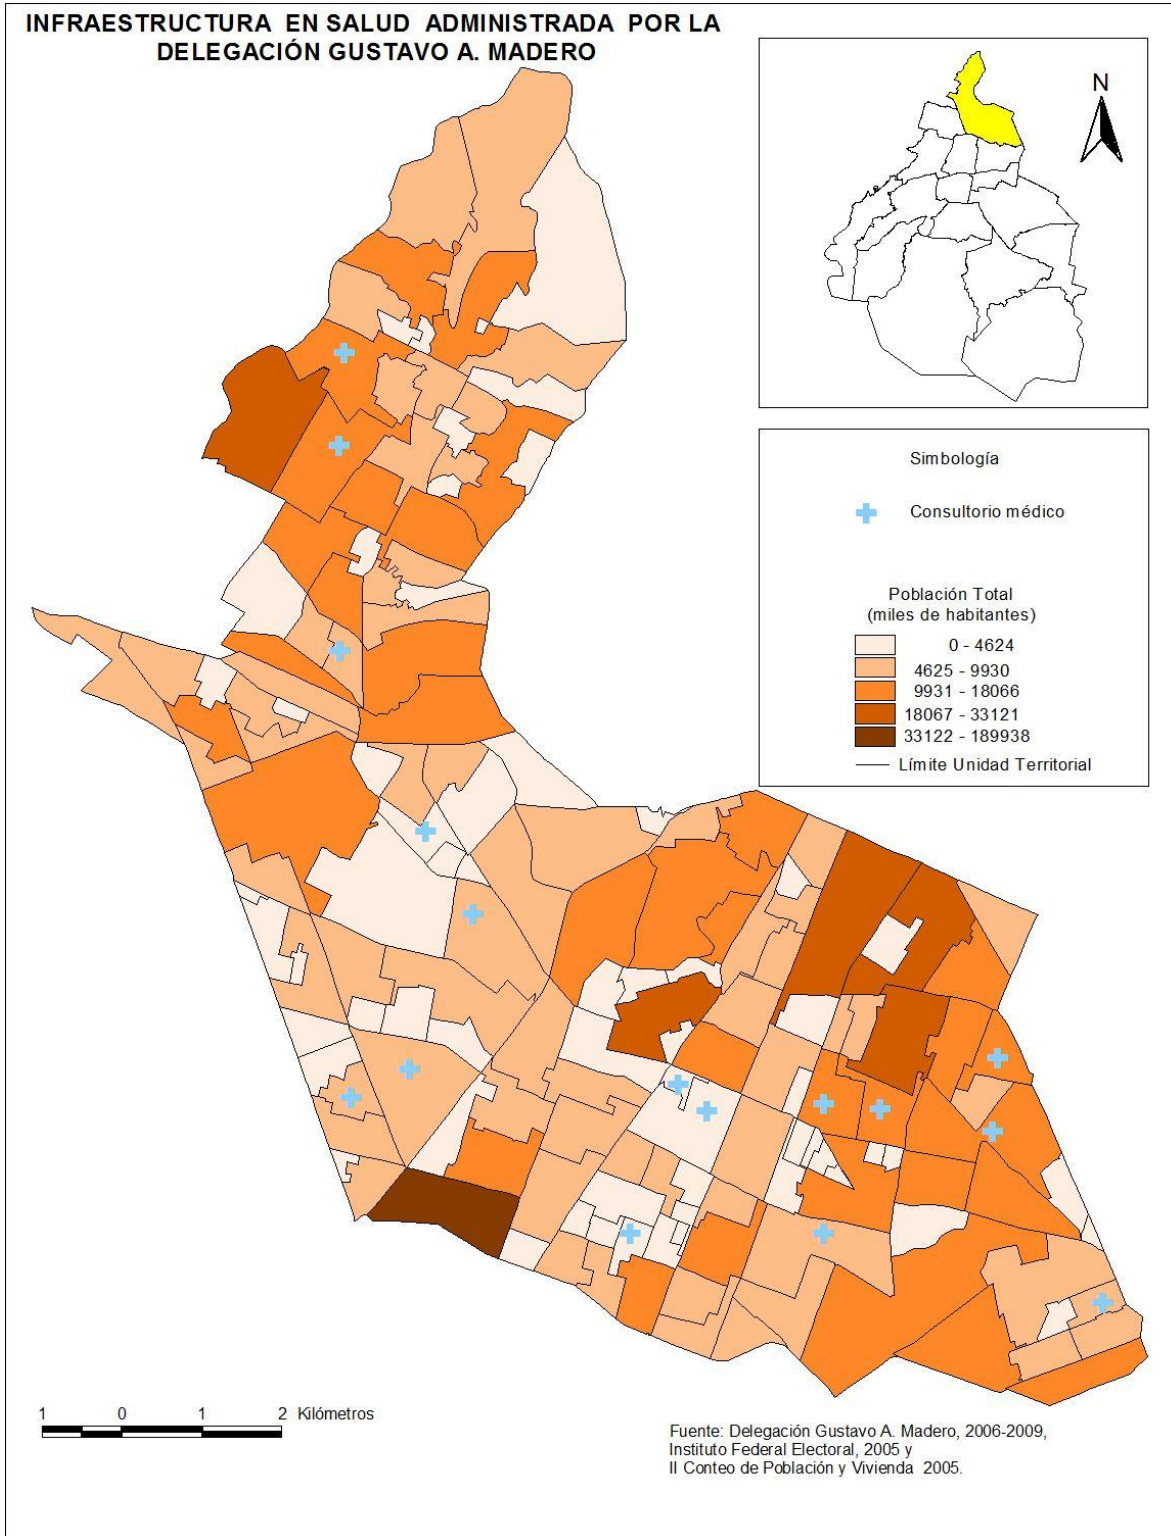 INFRAESTRUCTURA EN SALUD ADMINISTRADA POR LA
DELEGACIÓN GUSTAVO A. MADERO
N
Simbología
Consultorio médico
Población Total
(miles de habitantes)
0 - 4624
4625 - 9930
9931 - 18066
18067 - 33121
33122 - 189938
Límite Unidad Territorial
1 0 1 2 Kilómetros
Fuente: Delegación Gustavo A. Madero, 2006-2009,
Instituto Federal Electoral, 2005 y
II Conteo de Población y Vivienda 2005.